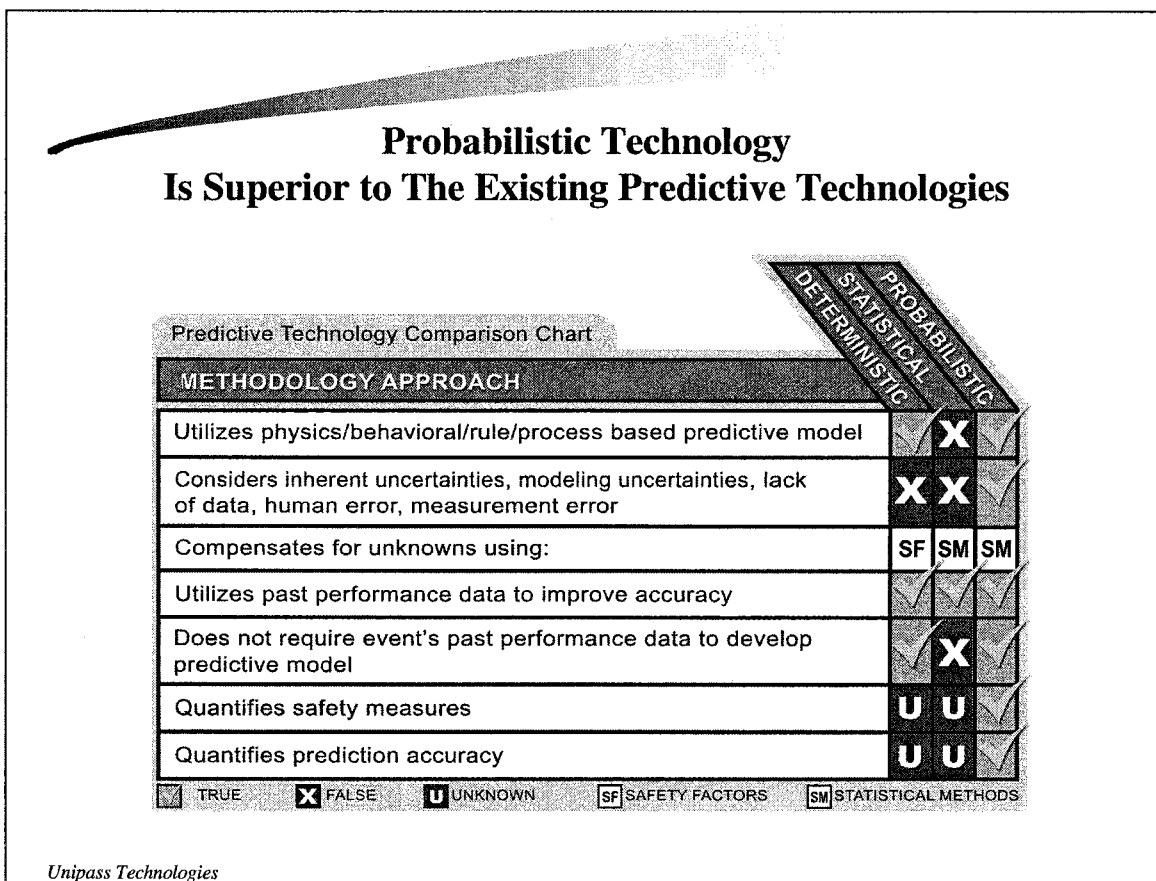 Probabilistic Technology
Is Superior to The Existing Predictive Technologies
Predictive Technology Comparison Chart
DETERMINISTIC
STATISTICAL
PROBABILISTIC
METHODOLOGY APPROACH
Utilizes physics/behavioral/rule/process based predictive model X
Considers inherent uncertainties, modeling uncertainties, lack
of data, human error, measurement error X X
Compensates for unknowns using: SF SM SM
Utilizes past performance data to improve accuracy
Does not require event's past performance data to develop
predictive model X
Quantifies safety measures U U
Quantifies prediction accuracy U U
TRUE X FALSE U UNKNOWN SF SAFETY FACTORS SM STATISTICAL METHODS
Unipass Technologies